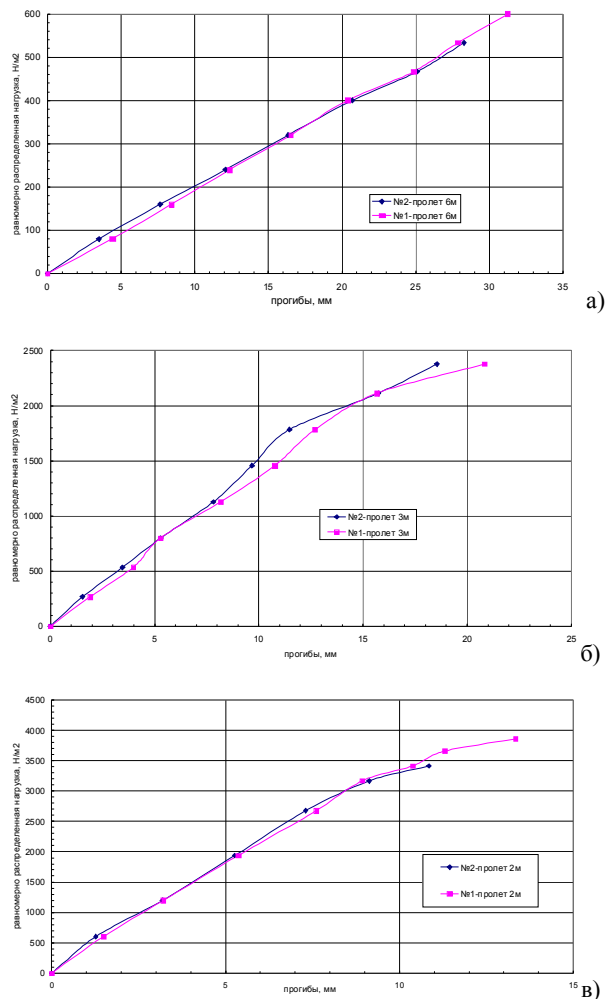 600
500
400
300
200
100
0
равномерно распределенная нагрузка, Н/м2
№2-пролет 6м
№1-пролет 6м
0 5 10 15 20 25 30 35
прогибы, мм
а)
2500
2000
1500
1000
500
0
равномерно распределенная нагрузка, Н/м2
№2-пролет 3м
№1-пролет 3м
0 5 10 15 20 25
прогибы, мм
б)
4500
4000
3500
3000
2500
2000
1500
1000
500
0
равномерно распределенная нагрузка, Н/м2
№2-пролет 2м
№1-пролет 2м
0 5 10 15
прогибы, мм
в)